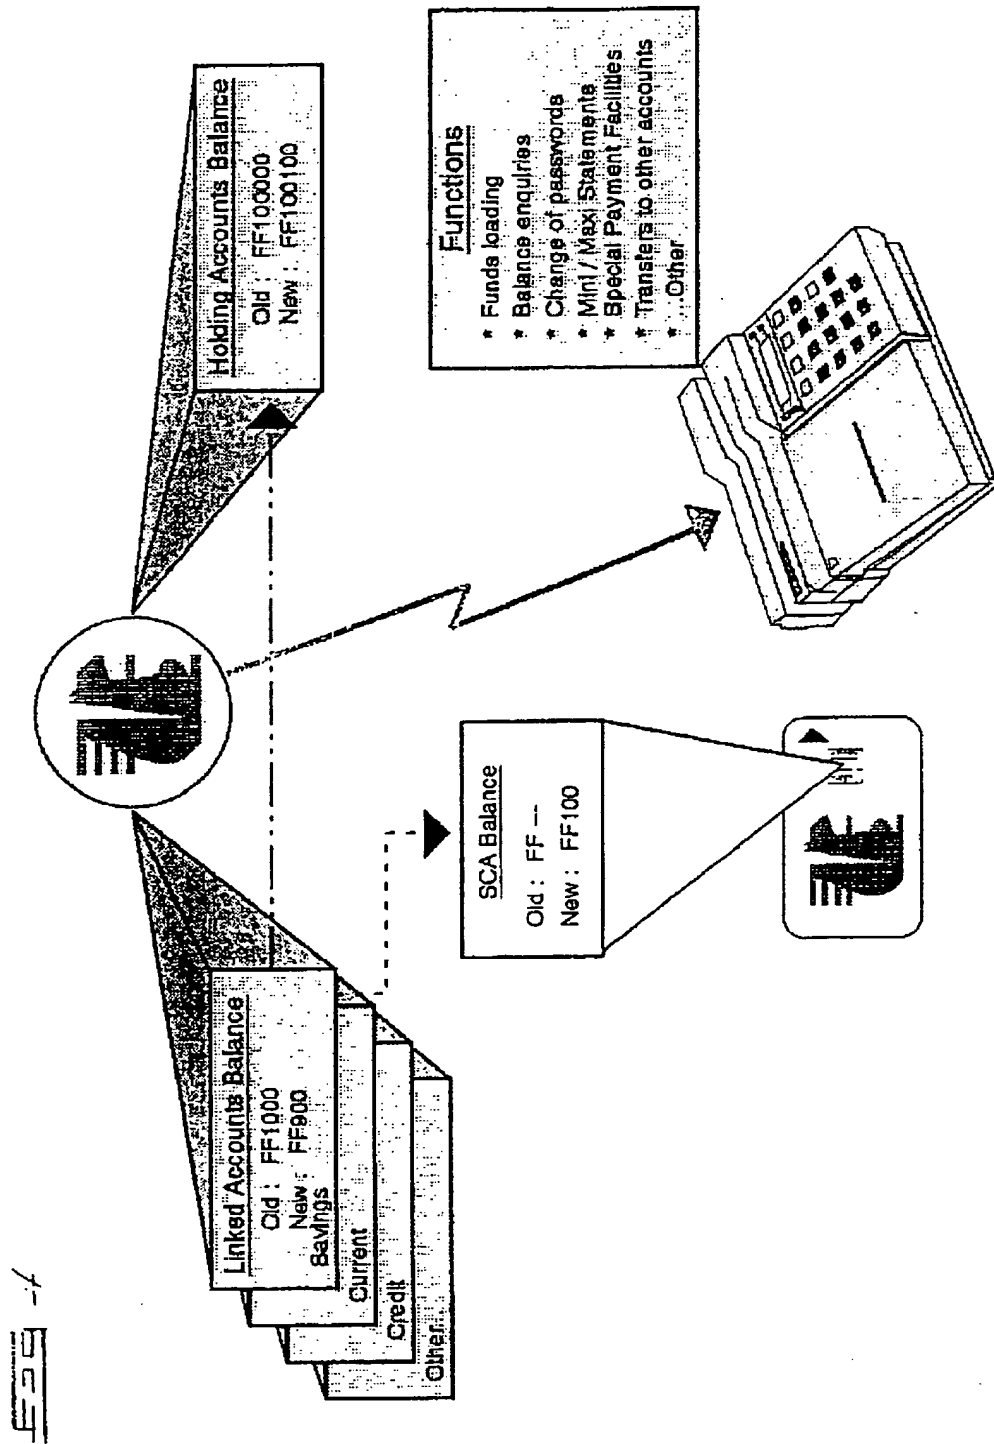 Linked Accounts Balance
Old : FF1000
New : FF900
Savings
Current
Credit
Other...
Holding Accounts Balance
Old : FF100000
New : FF100100
SCA Balance
Old : FF --
New : FF100
Functions
* Funds loading
* Balance enquiries
* Change of passwords
* Mini / Maxi Statements
* Special Payment Facilities
* Transfers to other accounts
* ...Other